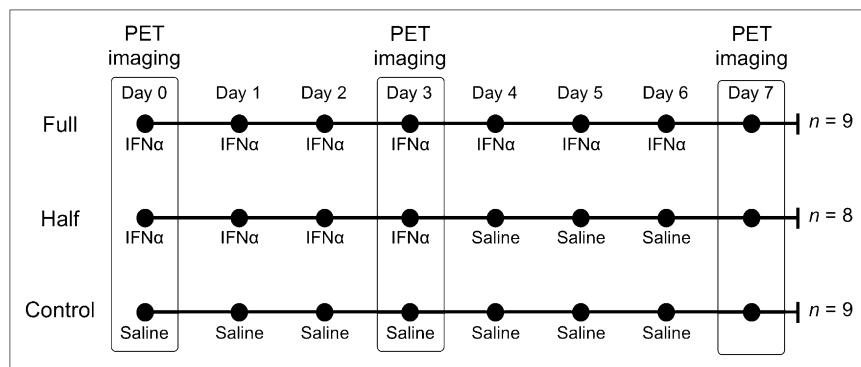 PET imaging PET imaging PET imaging
Day 0 Day 1 Day 2 Day 3 Day 4 Day 5 Day 6 Day 7
Full n = 9
IFNα IFNα IFNα IFNα IFNα IFNα IFNα
Half n = 8
IFNα IFNα IFNα IFNα Saline Saline Saline
Control n = 9
Saline Saline Saline Saline Saline Saline Saline